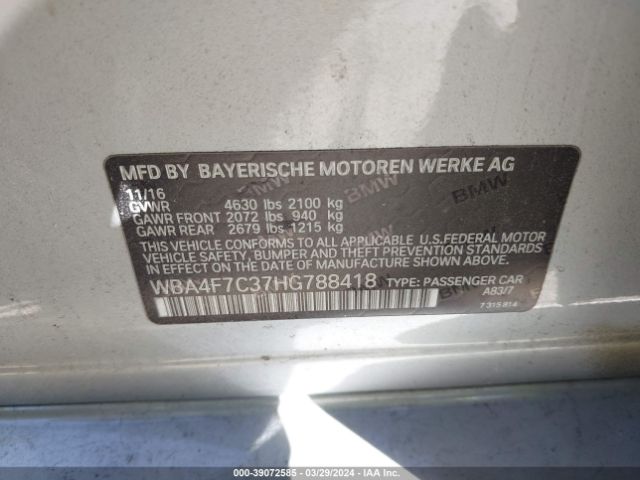 MFD BY BAYERISCHE MOTOREN WERKE AG
11/16
GVWR 4630 lbs 2100 kg
GAWR FRONT 2072 lbs 940 kg
GAWR REAR 2679 lbs 1215 kg
THIS VEHICLE CONFORMS TO ALL APPLICABLE U.S.FEDERAL MOTOR
VEHICLE SAFETY, BUMPER, AND THEFT PREVENTION STANDARDS
IN EFFECT ON THE DATE OF MANUFACTURE SHOWN ABOVE.
WBA4F7C37HG788418 TYPE: PASSENGER CAR
A83/7
7315814
000-39072585 - 03/29/2024 - IAA Inc.